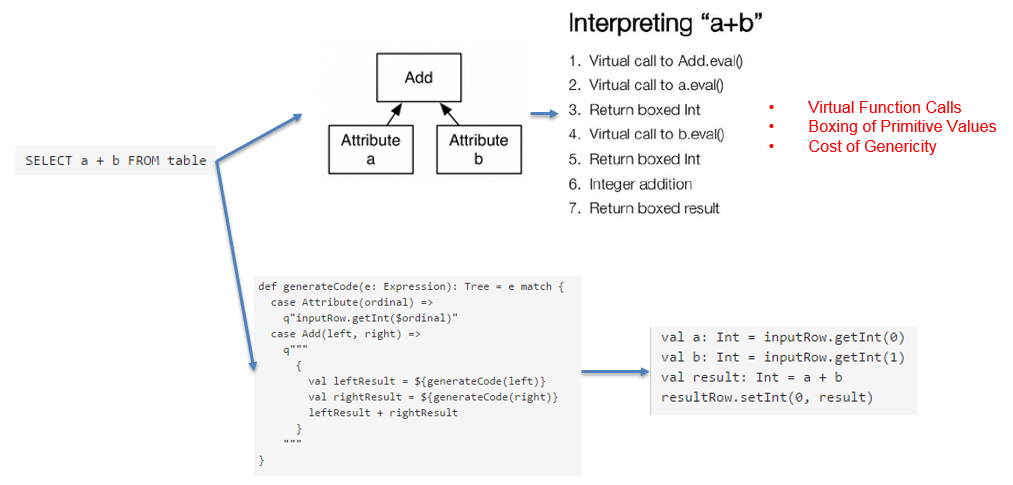 Interpreting “a+b”
1. Virtual call to Add.eval()
2. Virtual call to a.eval()
3. Return boxed Int
4. Virtual call to b.eval()
5. Return boxed Int
6. Integer addition
7. Return boxed result
• Virtual Function Calls
• Boxing of Primitive Values
• Cost of Genericity
Add
Attribute
a
Attribute
b
SELECT a + b FROM table
def generateCode(e: Expression): Tree = e match {
  case Attribute(ordinal) =>
    q"inputRow.getInt($ordinal)"
  case Add(left, right) =>
    q"""
      {
        val leftResult = ${generateCode(left)}
        val rightResult = ${generateCode(right)}
        leftResult + rightResult
      }
    """
}
val a: Int = inputRow.getInt(0)
val b: Int = inputRow.getInt(1)
val result: Int = a + b
resultRow.setInt(0, result)